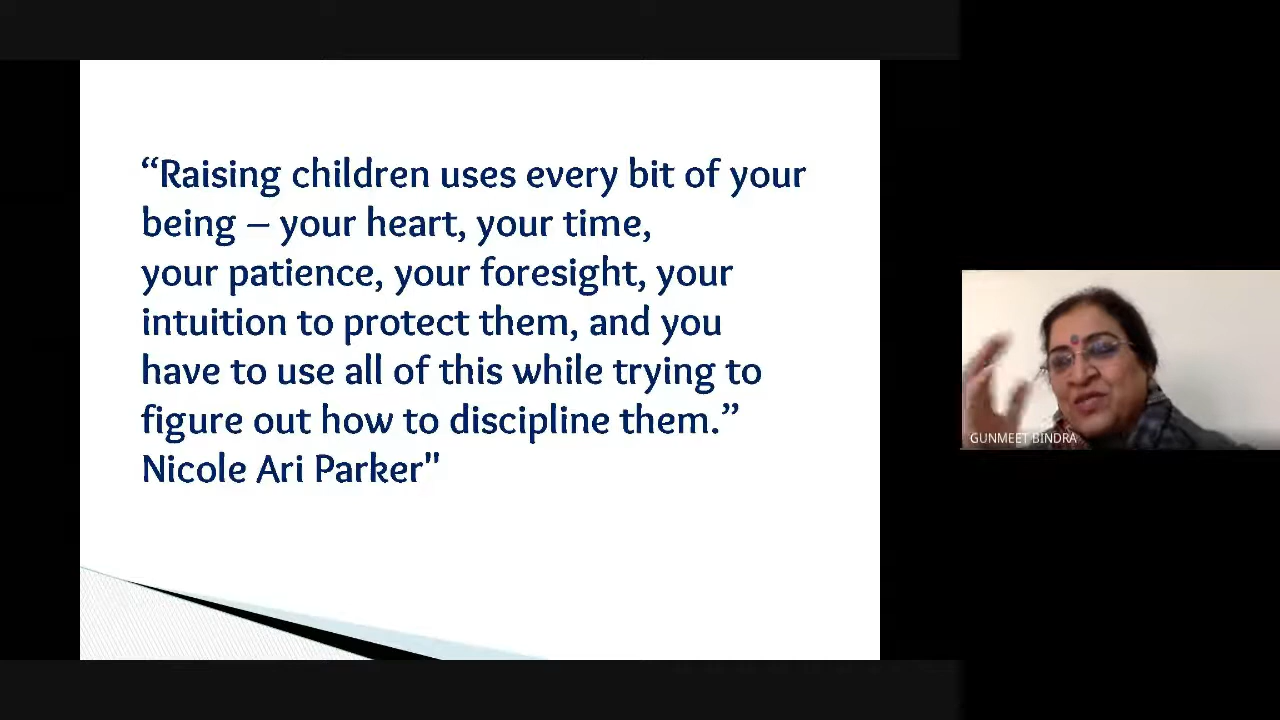 “Raising children uses every bit of your
being – your heart, your time,
your patience, your foresight, your
intuition to protect them, and you
have to use all of this while trying to
figure out how to discipline them.”
Nicole Ari Parker"
GUNMEET BINDRA